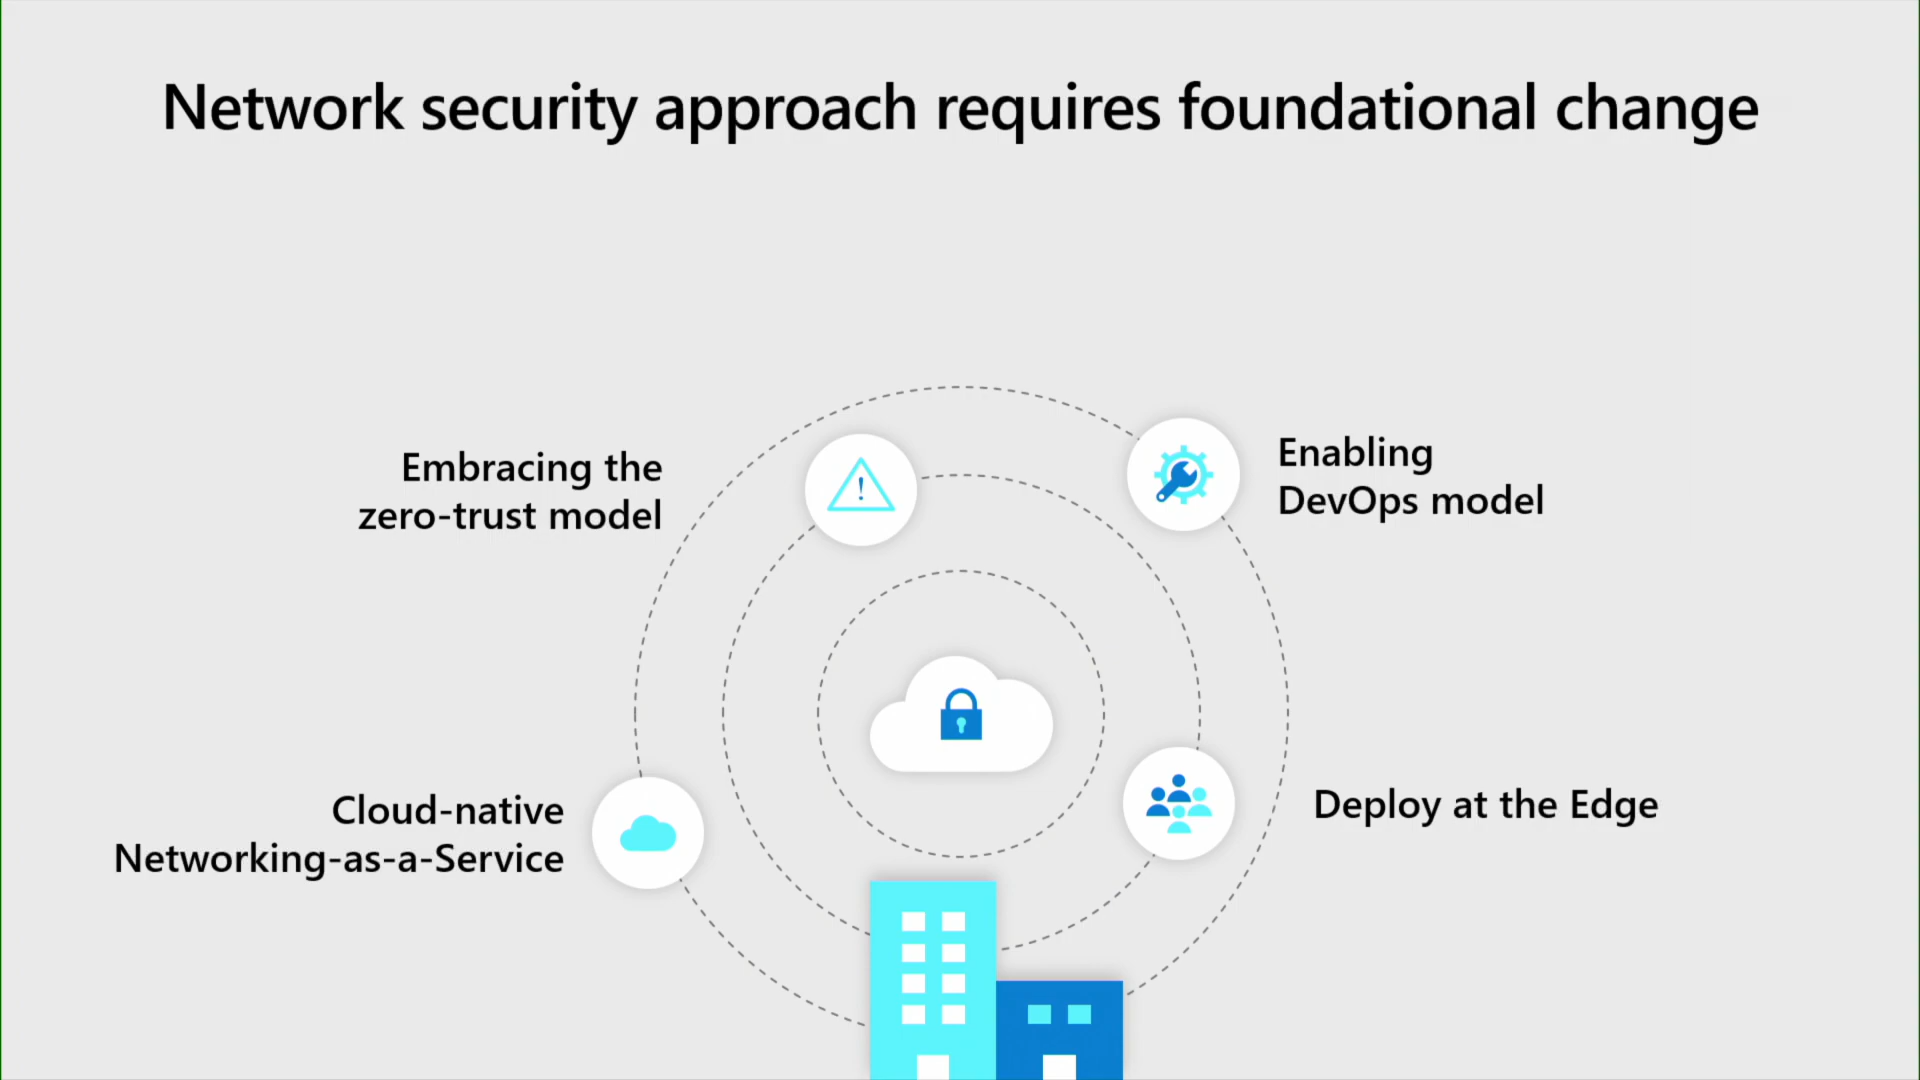 Network security approach requires foundational change
Embracing the
zero-trust model
Enabling
DevOps model
Cloud-native
Networking-as-a-Service
Deploy at the Edge